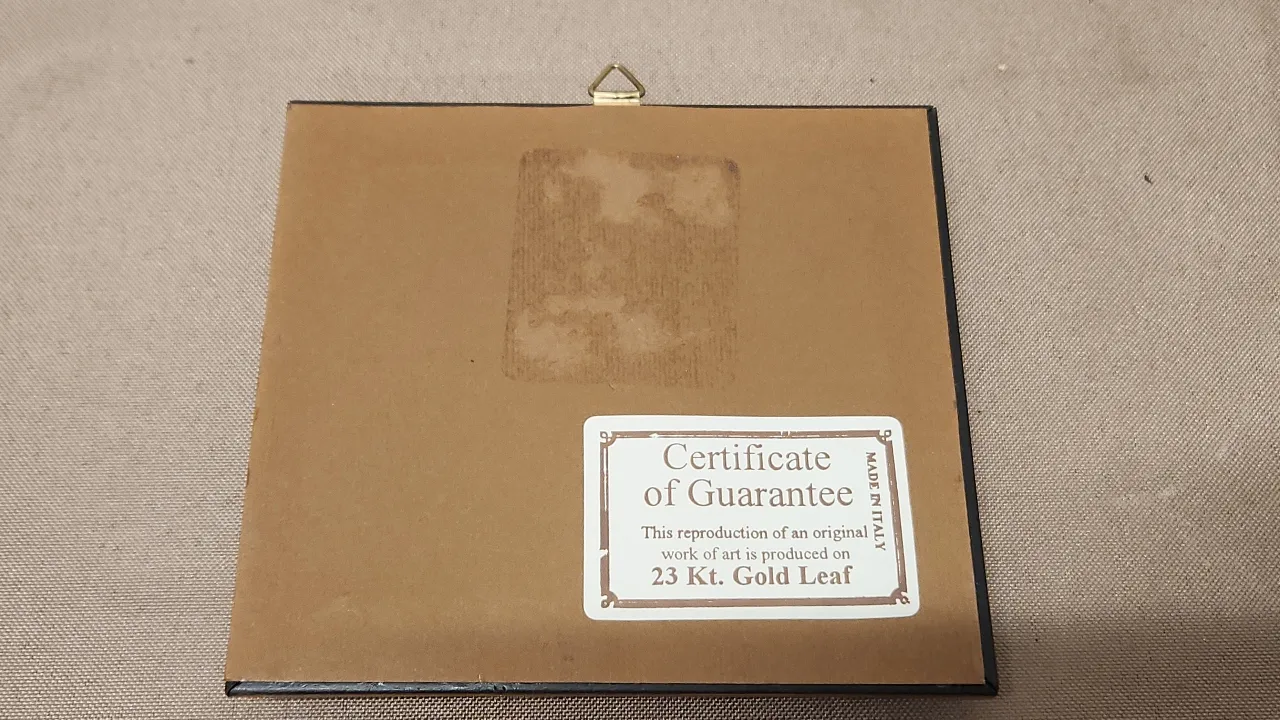 Certificate
of Guarantee
This reproduction of an original
work of art is produced on
23 Kt. Gold Leaf
MADE IN ITALY